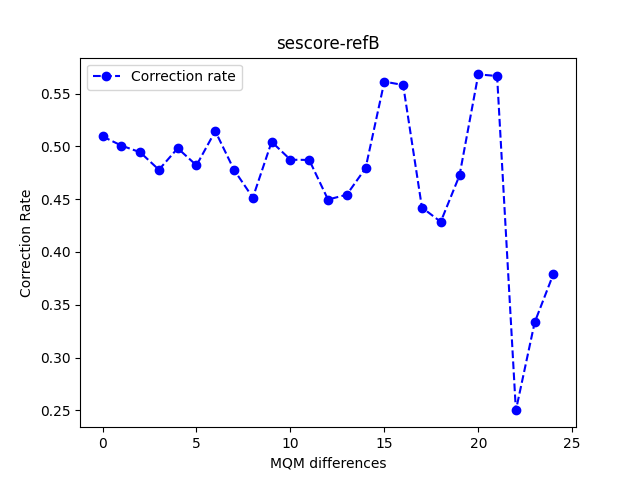 sescore-refB
Correction rate
0.55
0.50
0.45
0.40
0.35
0.30
0.25
Correction Rate
0 5 10 15 20 25
MQM differences